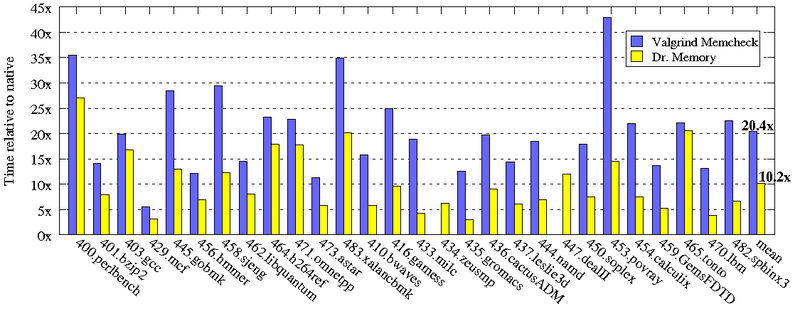 45x
40x
35x
30x
25x
20x
15x
10x
5x
0x
Time relative to native
Valgrind Memcheck
Dr. Memory
20.4x
10.2x
400.perlbench
401.bzip2
403.gcc
429.mcf
445.gobmk
456.hmmer
458.sjeng
462.libquantum
464.h264ref
471.omnetpp
473.astar
483.xalancbmk
410.bwaves
416.gamess
433.milc
434.zeusmp
435.gromacs
436.cactusADM
437.leslie3d
444.namd
447.dealII
450.soplex
453.povray
454.calculix
459.GemsFDTD
465.tonto
470.lbm
482.sphinx3
mean